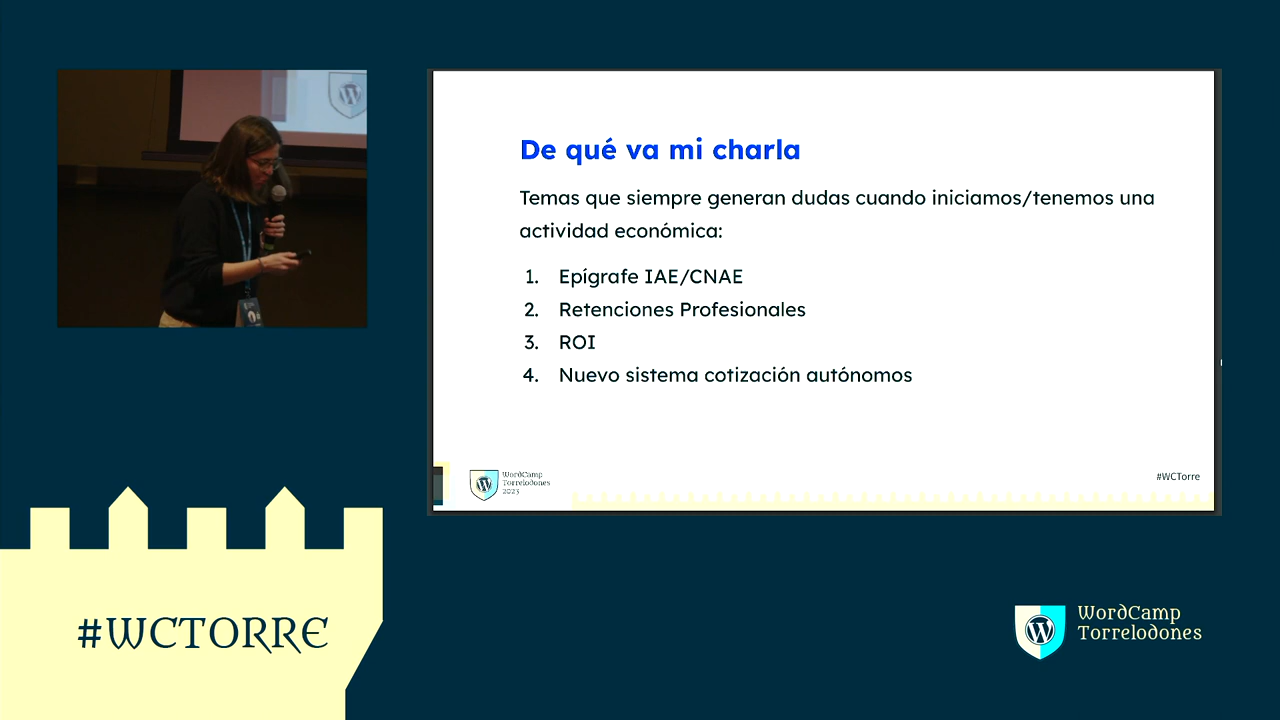 De qué va mi charla
Temas que siempre generan dudas cuando iniciamos/tenemos una
actividad económica:
1. Epígrafe IAE/CNAE
2. Retenciones Profesionales
3. ROI
4. Nuevo sistema cotización autónomos
WordCamp
Torrelodones
2023
#WCTorre
#WCTORRE
WordCamp
Torrelodones